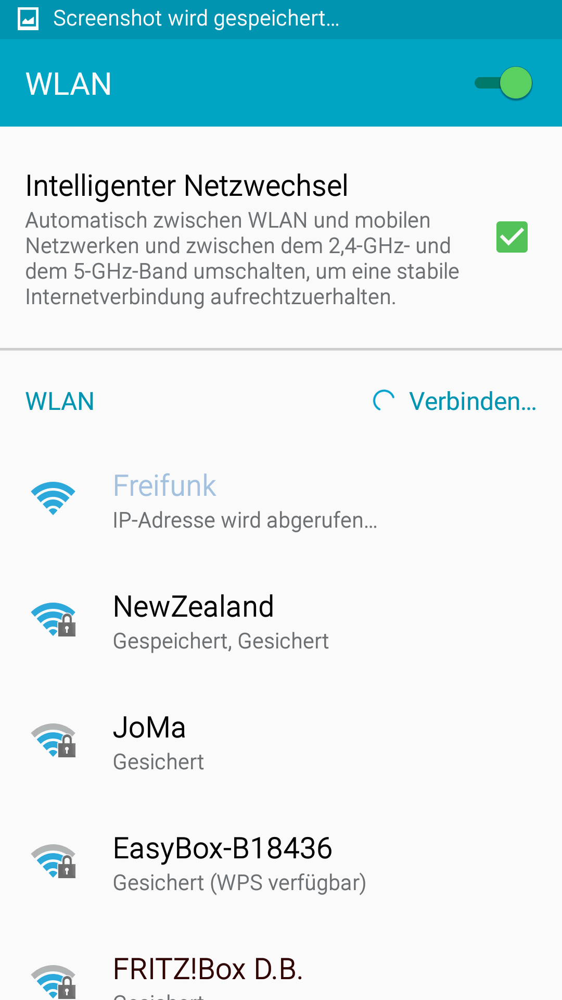 Screenshot wird gespeichert...
WLAN
Intelligenter Netzwechsel
Automatisch zwischen WLAN und mobilen
Netzwerken und zwischen dem 2,4-GHz- und
dem 5-GHz-Band umschalten, um eine stabile
Internetverbindung aufrechtzuerhalten.
WLAN Verbinden...
Freifunk
IP-Adresse wird abgerufen...
NewZealand
Gespeichert, Gesichert
JoMa
Gesichert
EasyBox-B18436
Gesichert (WPS verfügbar)
FRITZ!Box D.B.
Gesichert